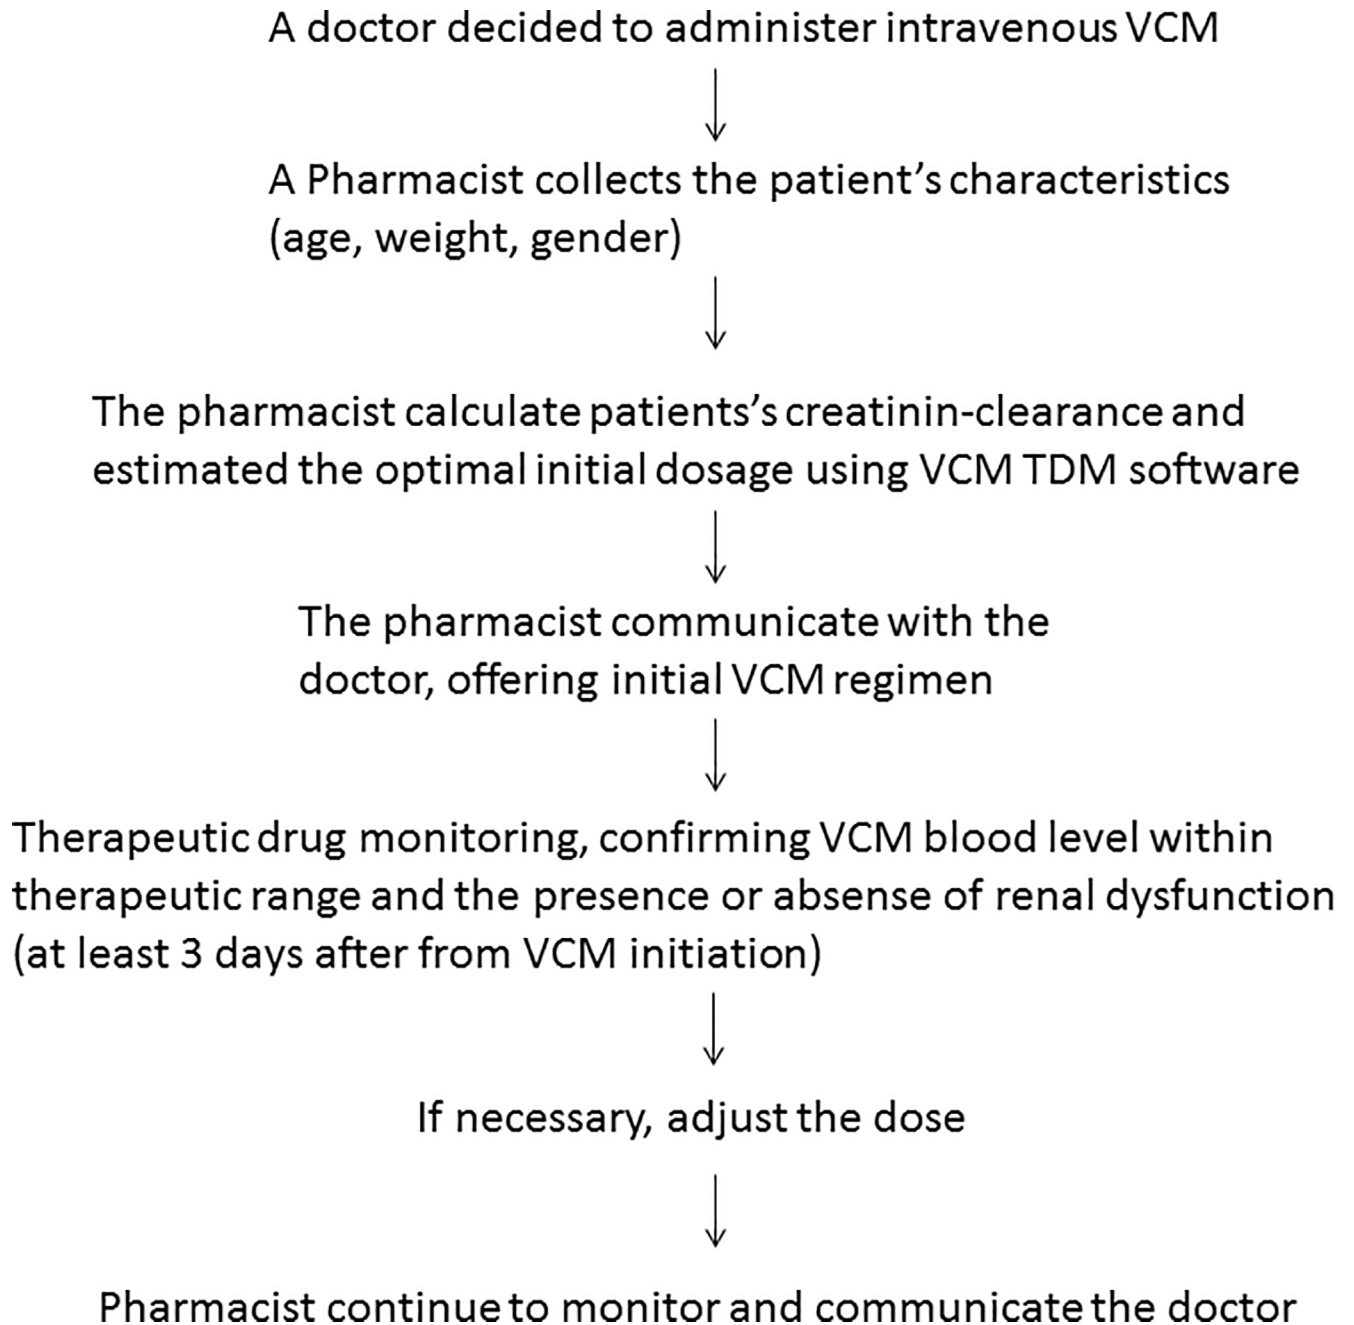 A doctor decided to administer intravenous VCM
A Pharmacist collects the patient’s characteristics
(age, weight, gender)
The pharmacist calculate patients’s creatinin-clearance and
estimated the optimal initial dosage using VCM TDM software
The pharmacist communicate with the
doctor, offering initial VCM regimen
Therapeutic drug monitoring, confirming VCM blood level within
therapeutic range and the presence or absense of renal dysfunction
(at least 3 days after from VCM initiation)
If necessary, adjust the dose
Pharmacist continue to monitor and communicate the doctor